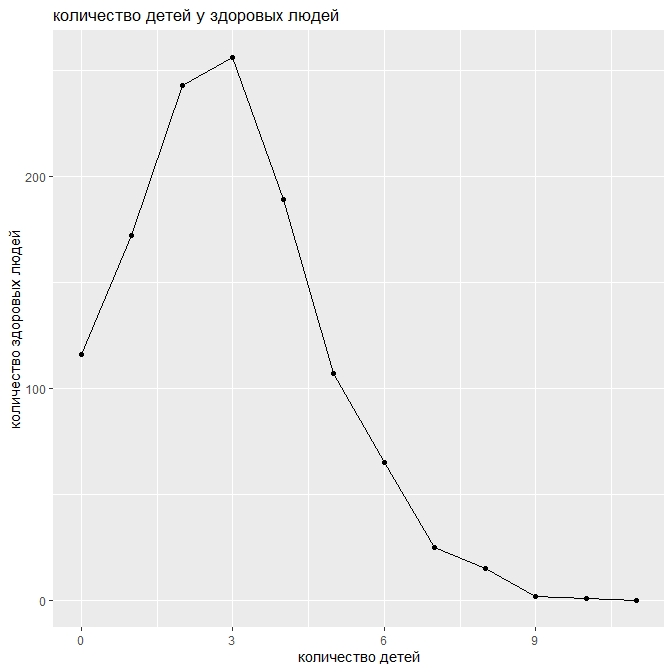 количество детей у здоровых людей
количество здоровых людей
200
100
0
0
3
6
9
количество детей